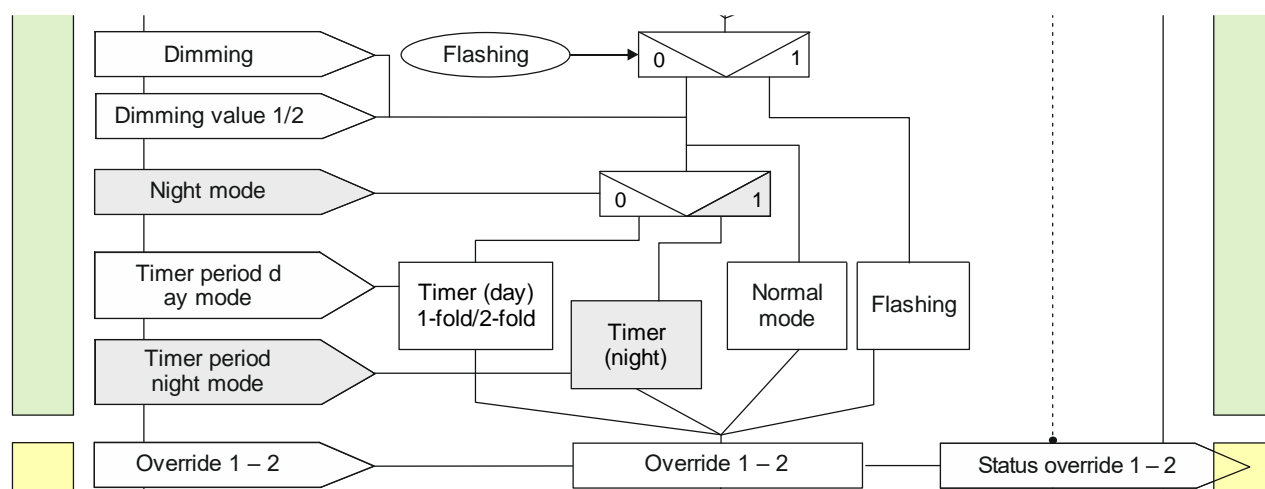 Dimming
Flashing
0
1
Dimming value 1/2
Night mode
0
1
Timer period d
ay mode
Timer (day)
1-fold/2-fold
Normal
mode
Flashing
Timer
(night)
Timer period
night mode
Override 1 – 2
Override 1 – 2
Status override 1 – 2